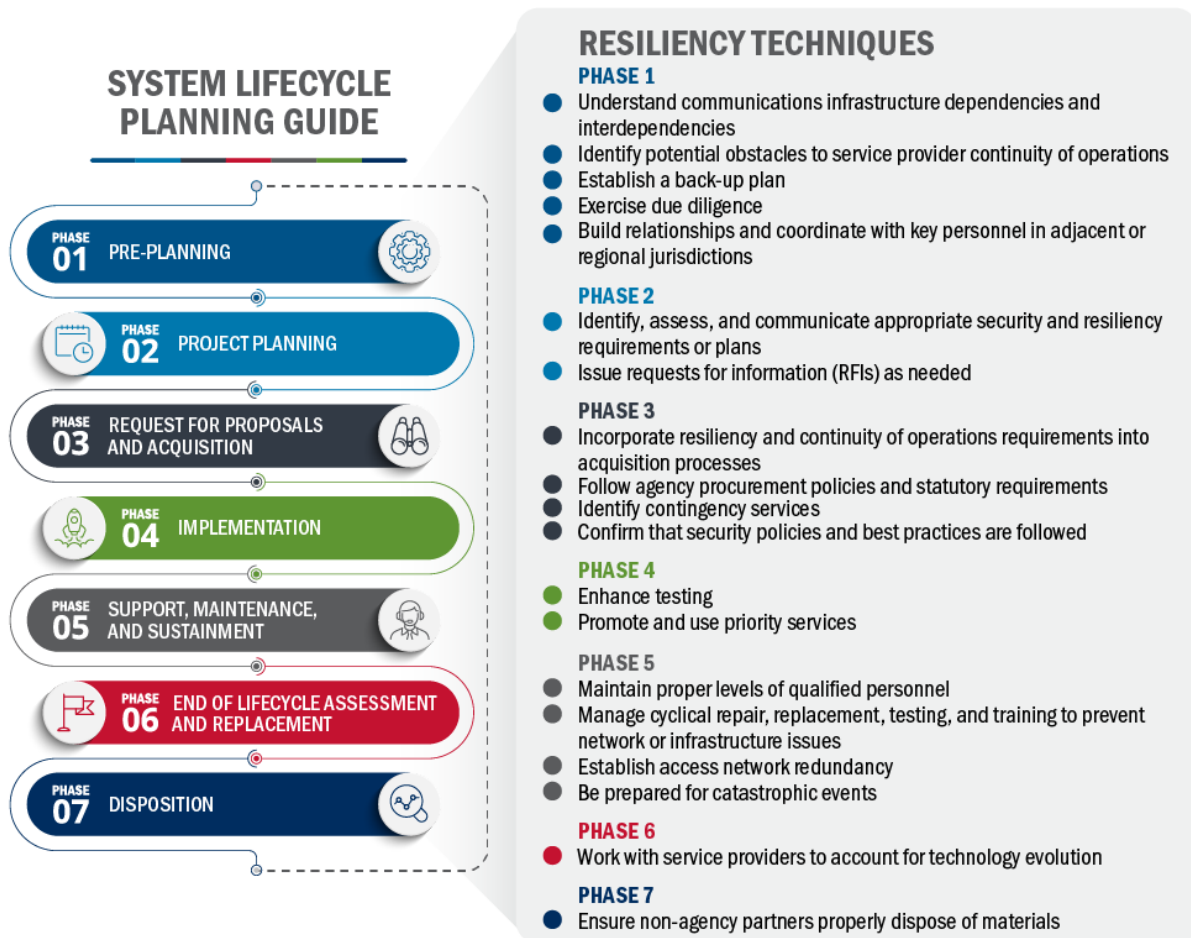 SYSTEM LIFECYCLE
PLANNING GUIDE
PHASE
01
PRE-PLANNING
PHASE
02
PROJECT PLANNING
PHASE
03
REQUEST FOR PROPOSALS
AND ACQUISITION
PHASE
04
IMPLEMENTATION
PHASE
05
SUPPORT, MAINTENANCE,
AND SUSTAINMENT
PHASE
06
END OF LIFECYCLE ASSESSMENT
AND REPLACEMENT
PHASE
07
DISPOSITION
RESILIENCY TECHNIQUES
PHASE 1
Understand communications infrastructure dependencies and
interdependencies
Identify potential obstacles to service provider continuity of operations
Establish a back-up plan
Exercise due diligence
Build relationships and coordinate with key personnel in adjacent or
regional jurisdictions
PHASE 2
Identify, assess, and communicate appropriate security and resiliency
requirements or plans
Issue requests for information (RFIs) as needed
PHASE 3
Incorporate resiliency and continuity of operations requirements into
acquisition processes
Follow agency procurement policies and statutory requirements
Identify contingency services
Confirm that security policies and best practices are followed
PHASE 4
Enhance testing
Promote and use priority services
PHASE 5
Maintain proper levels of qualified personnel
Manage cyclical repair, replacement, testing, and training to prevent
network or infrastructure issues
Establish access network redundancy
Be prepared for catastrophic events
PHASE 6
Work with service providers to account for technology evolution
PHASE 7
Ensure non-agency partners properly dispose of materials